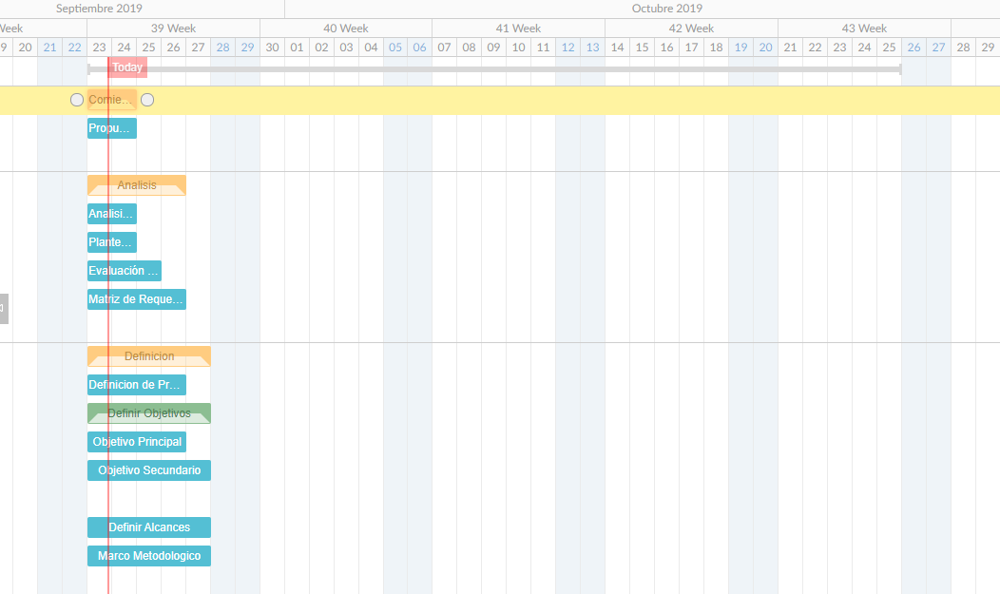 Septiembre 2019 Octubre 2019
Week 39 Week 40 Week 41 Week 42 Week 43 Week
9 20 21 22 23 24 25 26 27 28 29 30 01 02 03 04 05 06 07 08 09 10 11 12 13 14 15 16 17 18 19 20 21 22 23 24 25 26 27 28 29
Today
Comie...
Propu...
Analisis
Analisi...
Plante...
Evaluación ...
Matriz de Reque...
Definicion
Definicion de Pr...
Definir Objetivos
Objetivo Principal
Objetivo Secundario
Definir Alcances
Marco Metodologico